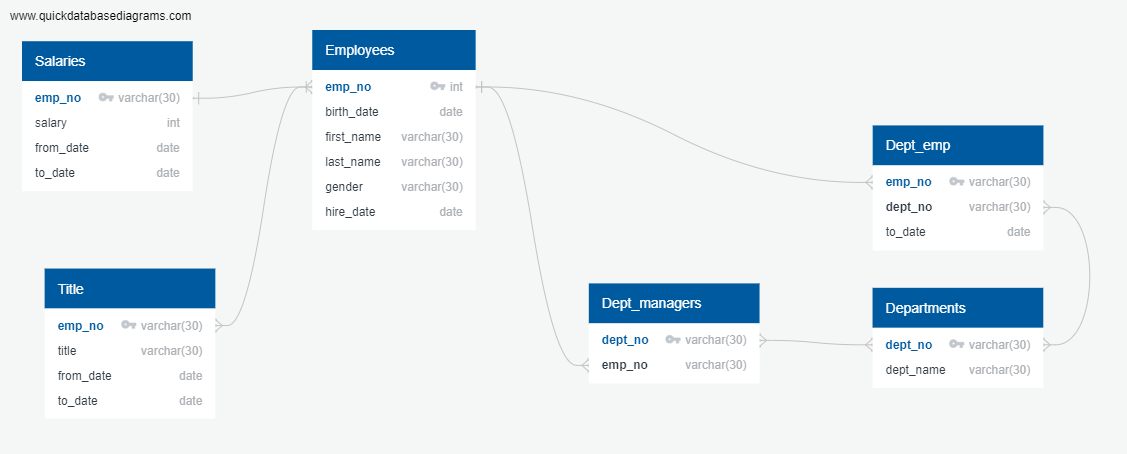 www.quickdatabasediagrams.com
Salaries
emp_no varchar(30)
salary int
from_date date
to_date date
Employees
emp_no int
birth_date date
first_name varchar(30)
last_name varchar(30)
gender varchar(30)
hire_date date
Dept_emp
emp_no varchar(30)
dept_no varchar(30)
to_date date
Title
emp_no varchar(30)
title varchar(30)
from_date date
to_date date
Dept_managers
dept_no varchar(30)
emp_no varchar(30)
Departments
dept_no varchar(30)
dept_name varchar(30)